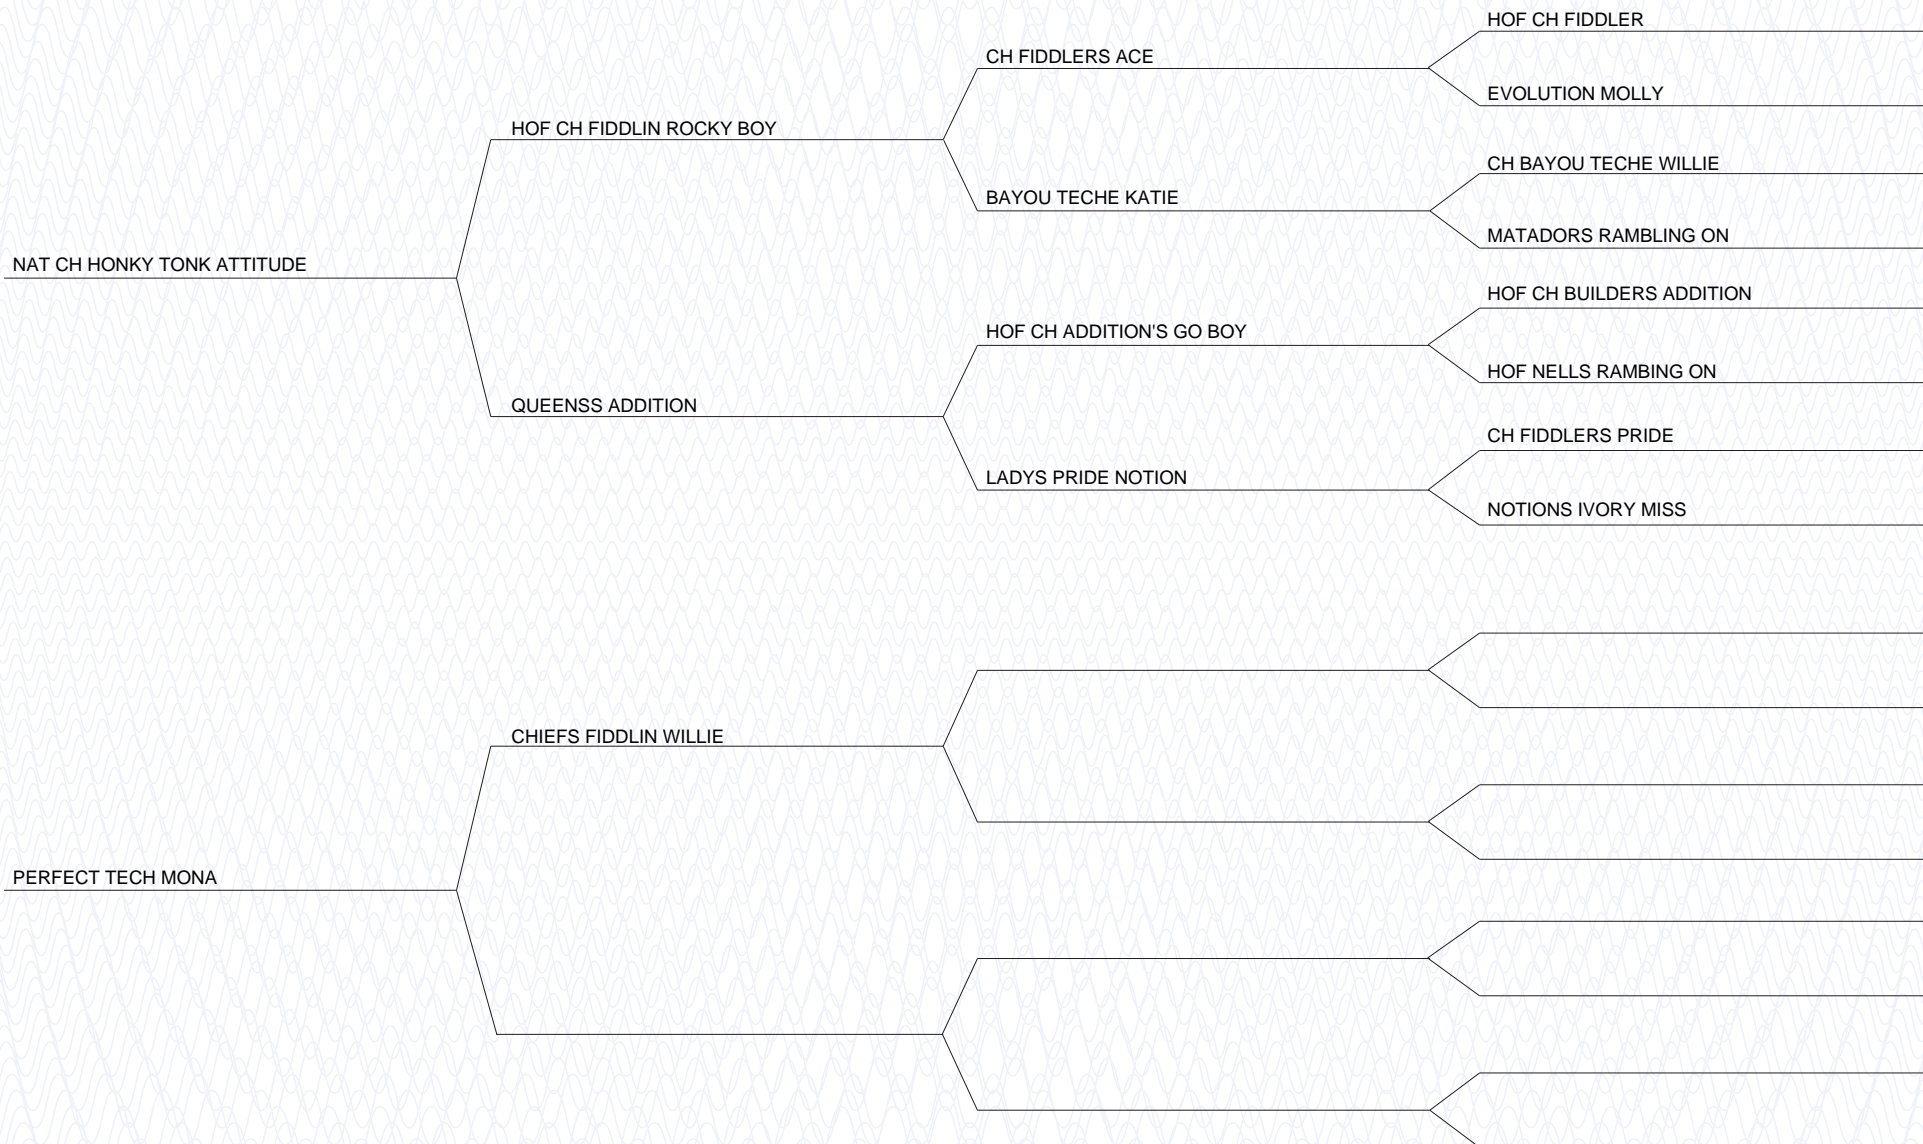 HOF CH FIDDLER
CH FIDDLERS ACE
EVOLUTION MOLLY
HOF CH FIDDLIN ROCKY BOY
CH BAYOU TECHE WILLIE
BAYOU TECHE KATIE
MATADORS RAMBLING ON
NAT CH HONKY TONK ATTITUDE
HOF CH BUILDERS ADDITION
HOF CH ADDITION'S GO BOY
HOF NELLS RAMBING ON
QUEENSS ADDITION
CH FIDDLERS PRIDE
LADYS PRIDE NOTION
NOTIONS IVORY MISS
CHIEFS FIDDLIN WILLIE
PERFECT TECH MONA